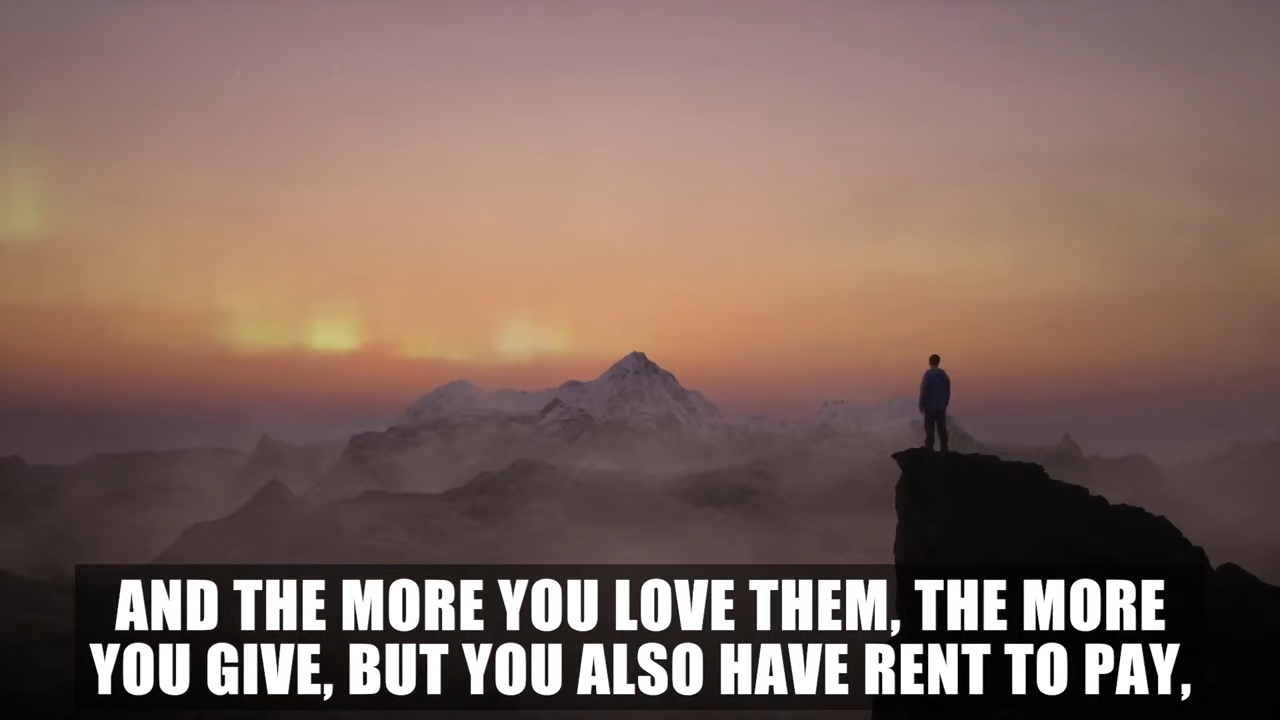 AND THE MORE YOU LOVE THEM, THE MORE
YOU GIVE, BUT YOU ALSO HAVE RENT TO PAY,